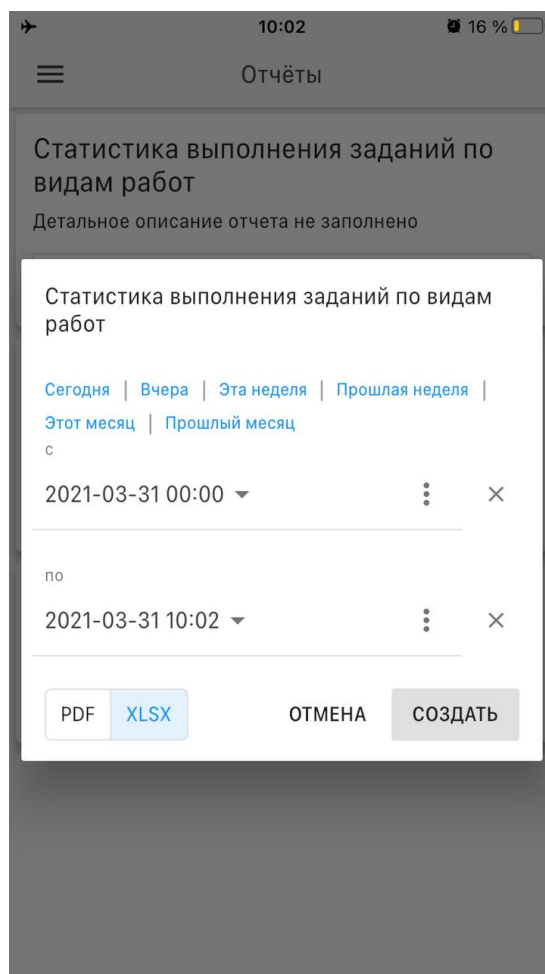 10:02
16 %
Отчёты
Статистика выполнения заданий по
видам работ
Детальное описание отчета не заполнено
Статистика выполнения заданий по видам
работ
Сегодня | Вчера | Эта неделя | Прошлая неделя |
Этот месяц | Прошлый месяц
с
2021-03-31 00:00
по
2021-03-31 10:02
PDF XLSX ОТМЕНА СОЗДАТЬ